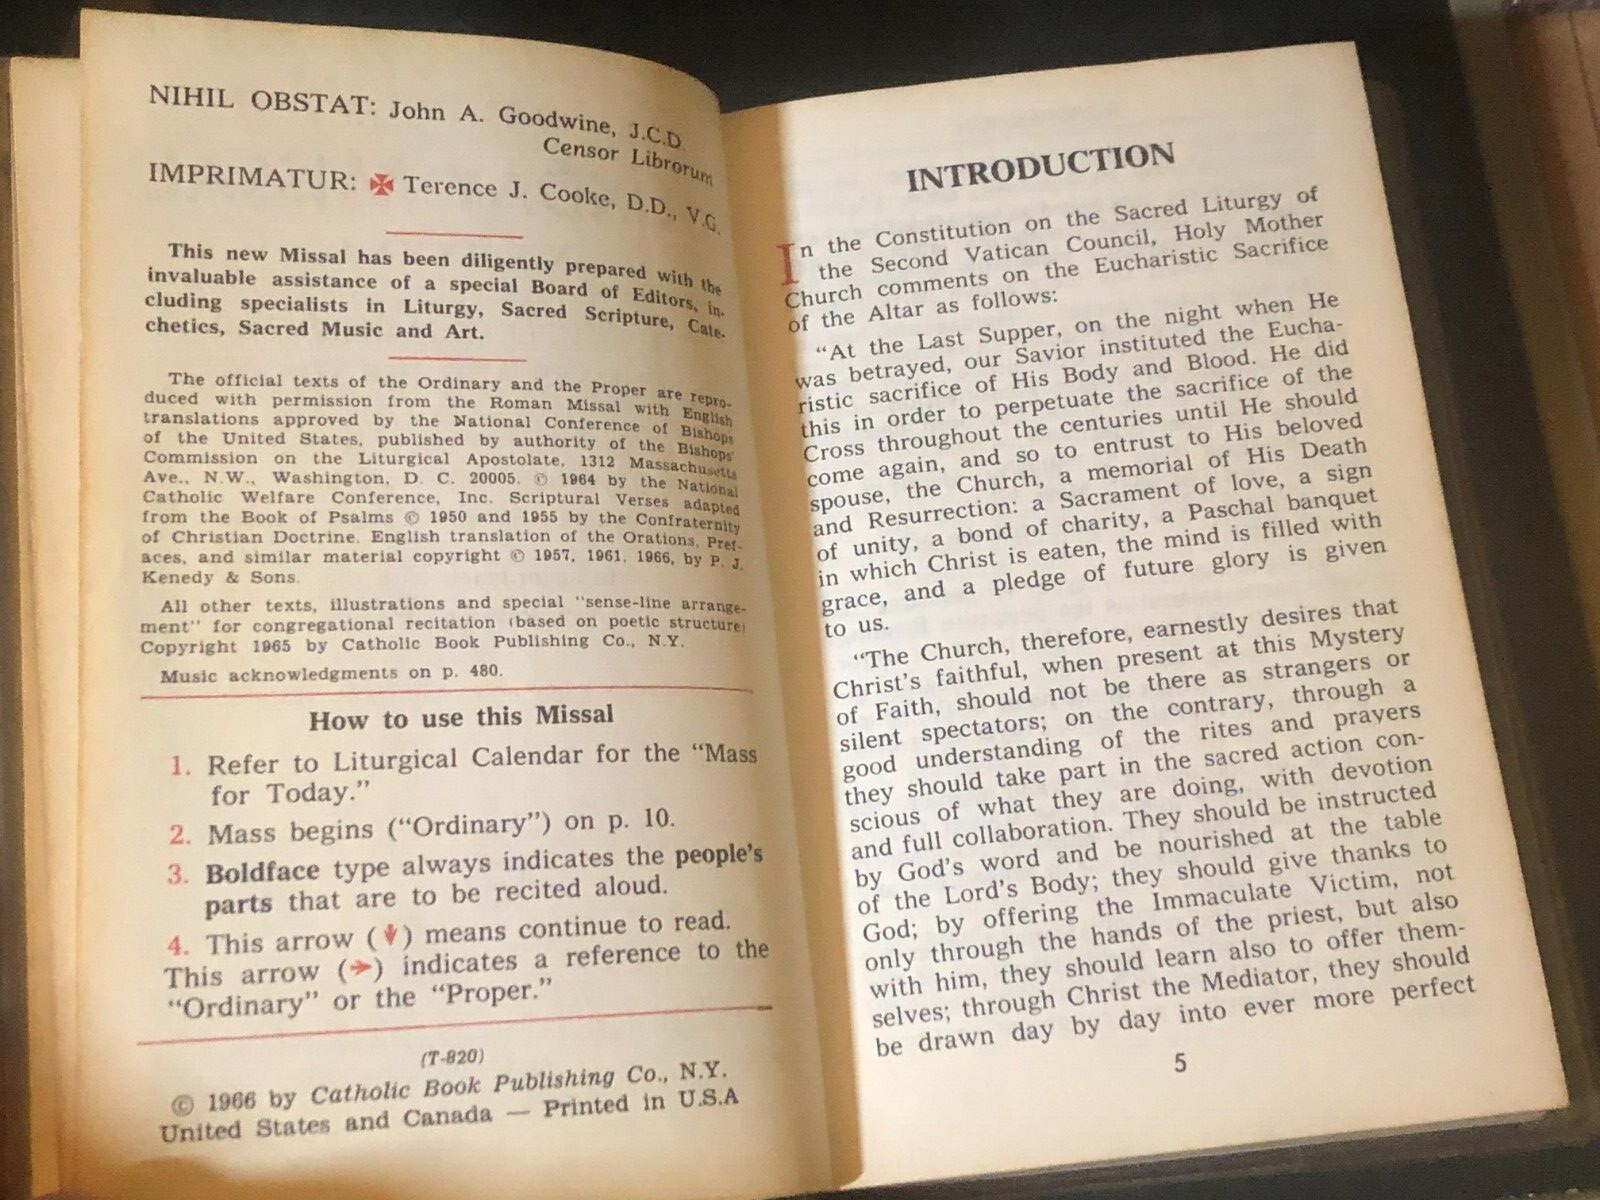 NIHIL OBSTAT: John A. Goodwine, J.C.D.
Censor Librorum
IMPRIMATUR: ✠ Terence J. Cooke, D.D., V.G.
This new Missal has been diligently prepared with the
invaluable assistance of a special Board of Editors, in-
cluding specialists in Liturgy, Sacred Scripture, Cate-
chetics, Sacred Music and Art.
The official texts of the Ordinary and the Proper are repro-
duced with permission from the Roman Missal with English
translations approved by the National Conference of Bishops
of the United States, published by authority of the Bishops'
Commission on the Liturgical Apostolate, 1312 Massachusetts
Ave., N.W., Washington, D. C. 20005. © 1964 by the National
Catholic Welfare Conference, Inc. Scriptural Verses adapted
from the Book of Psalms © 1950 and 1955 by the Confraternity
of Christian Doctrine. English translation of the Orations, Pref-
aces, and similar material copyright © 1957, 1961, 1966, by P. J.
Kenedy & Sons.
All other texts, illustrations and special "sense-line arrange-
ment" for congregational recitation (based on poetic structure)
Copyright 1965 by Catholic Book Publishing Co., N.Y.
Music acknowledgments on p. 480.
How to use this Missal
1. Refer to Liturgical Calendar for the "Mass
for Today."
2. Mass begins ("Ordinary") on p. 10.
3. Boldface type always indicates the people's
parts that are to be recited aloud.
4. This arrow (↓) means continue to read.
This arrow (→) indicates a reference to the
"Ordinary" or the "Proper."
(T-820)
© 1966 by Catholic Book Publishing Co., N.Y.
United States and Canada — Printed in U.S.A
INTRODUCTION
In the Constitution on the Sacred Liturgy of
the Second Vatican Council, Holy Mother
Church comments on the Eucharistic Sacrifice
of the Altar as follows:
"At the Last Supper, on the night when He
was betrayed, our Savior instituted the Eucha-
ristic sacrifice of His Body and Blood. He did
this in order to perpetuate the sacrifice of the
Cross throughout the centuries until He should
come again, and so to entrust to His beloved
spouse, the Church, a memorial of His Death
and Resurrection: a Sacrament of love, a sign
of unity, a bond of charity, a Paschal banquet
in which Christ is eaten, the mind is filled with
grace, and a pledge of future glory is given
to us.
"The Church, therefore, earnestly desires that
Christ's faithful, when present at this Mystery
of Faith, should not be there as strangers or
silent spectators; on the contrary, through a
good understanding of the rites and prayers
they should take part in the sacred action con-
scious of what they are doing, with devotion
and full collaboration. They should be instructed
by God's word and be nourished at the table
of the Lord's Body; they should give thanks to
God; by offering the Immaculate Victim, not
only through the hands of the priest, but also
with him, they should learn also to offer them-
selves; through Christ the Mediator, they should
be drawn day by day into ever more perfect
5